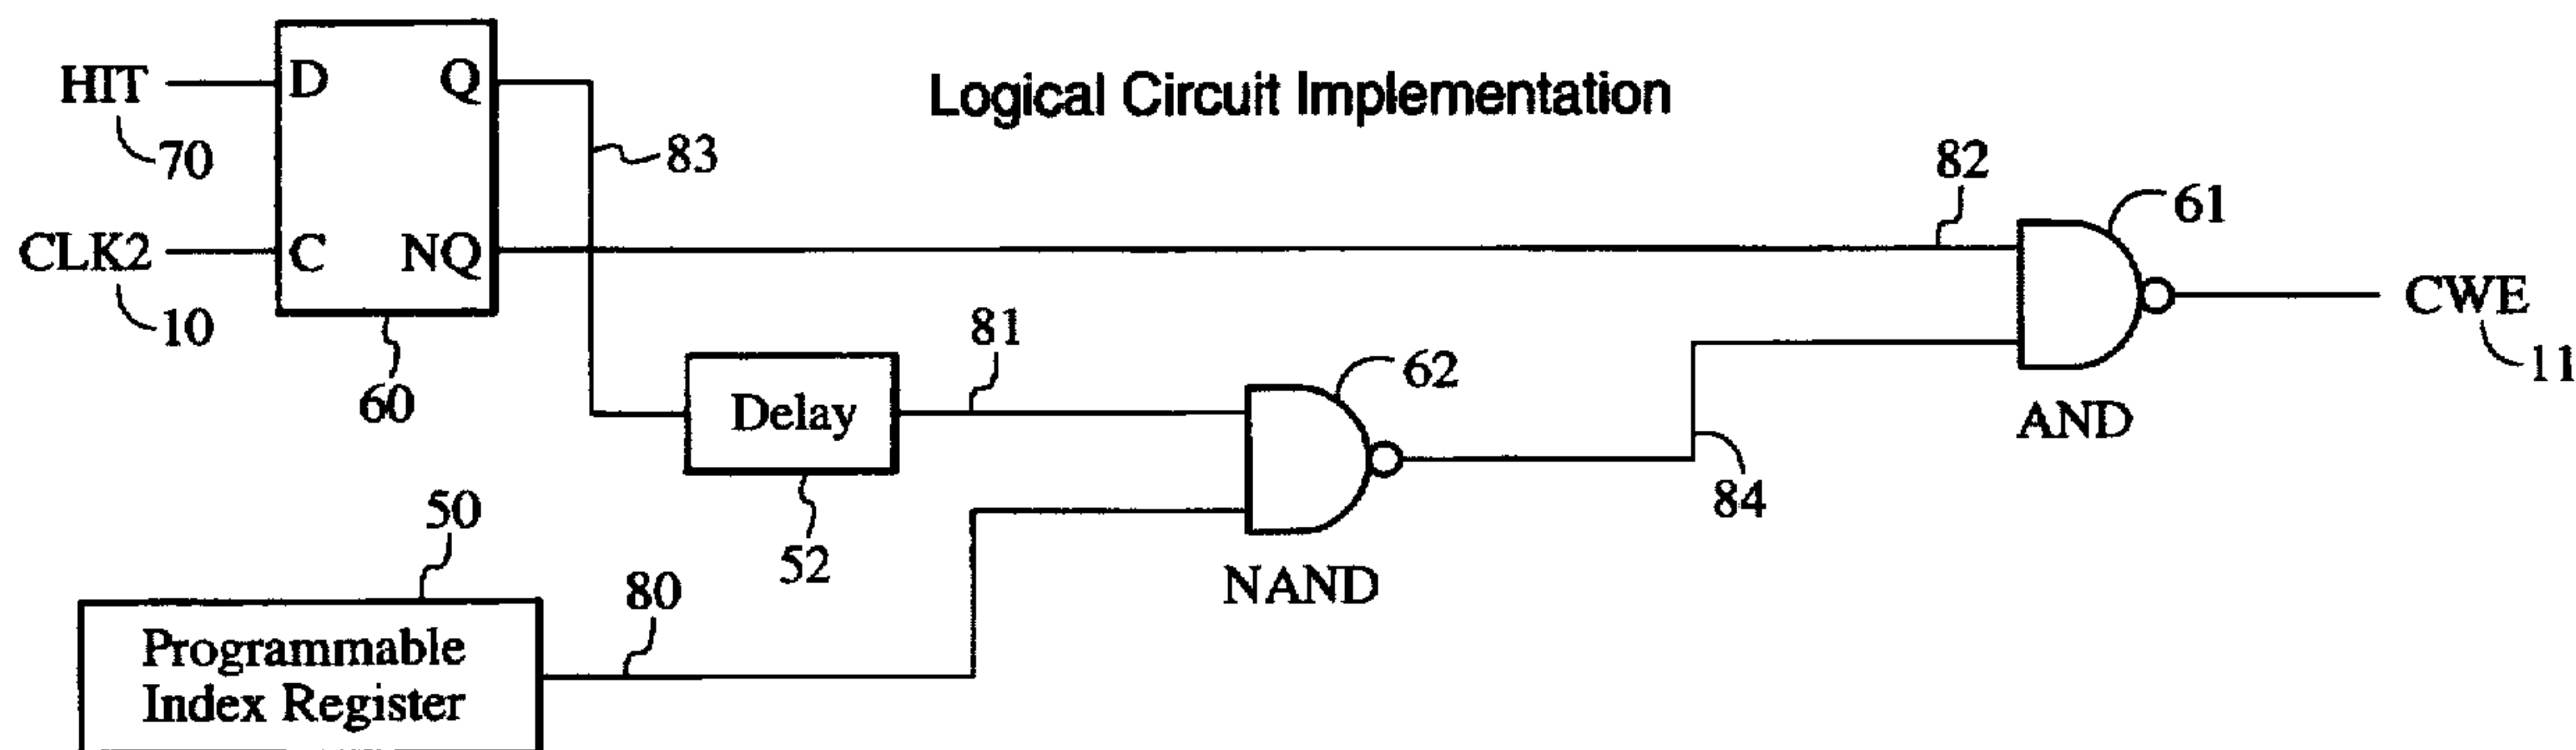 Logical Circuit Implementation
HIT
70
D
Q
83
82
61
CLK2
10
C
NQ
60
CWE
11
81
62
Delay
AND
52
84
50
NAND
80
Programmable
Index Register